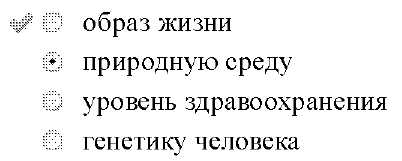 образ жизни
природную среду
уровень здравоохранения
генетику человека